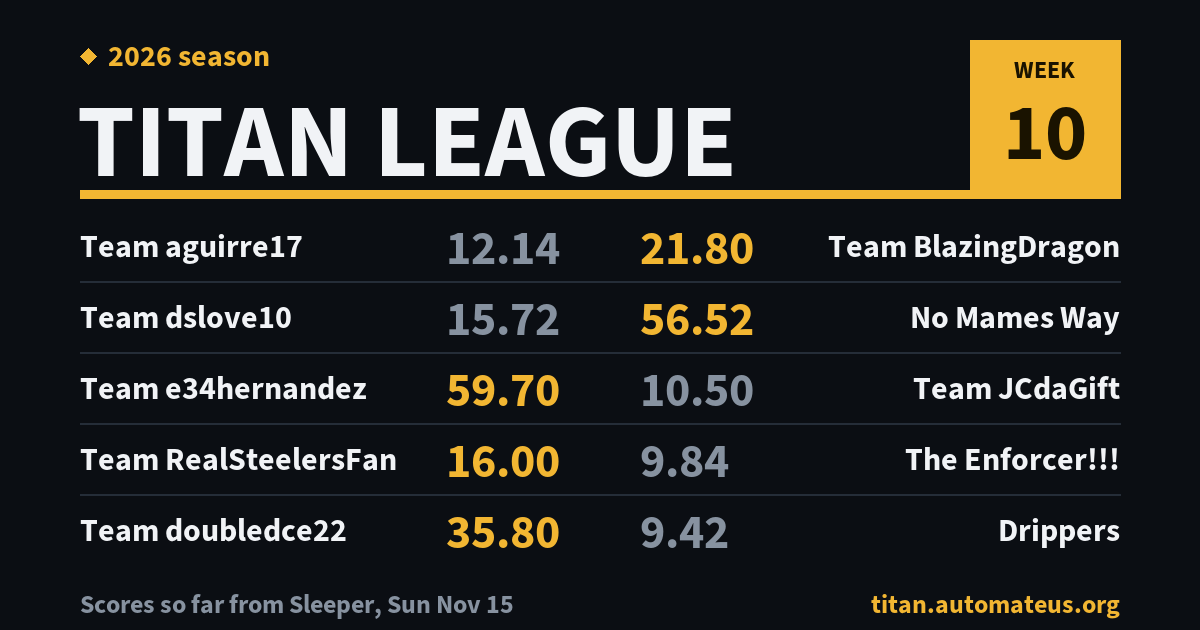 2026 season
WEEK
10
TITAN LEAGUE
Team aguirre17 12.14 21.80 Team BlazingDragon
Team dslove10 15.72 56.52 No Mames Way
Team e34hernandez 59.70 10.50 Team JCdaGift
Team RealSteelersFan 16.00 9.84 The Enforcer!!!
Team doubledce22 35.80 9.42 Drippers
Scores so far from Sleeper, Sun Nov 15 titan.automateus.org